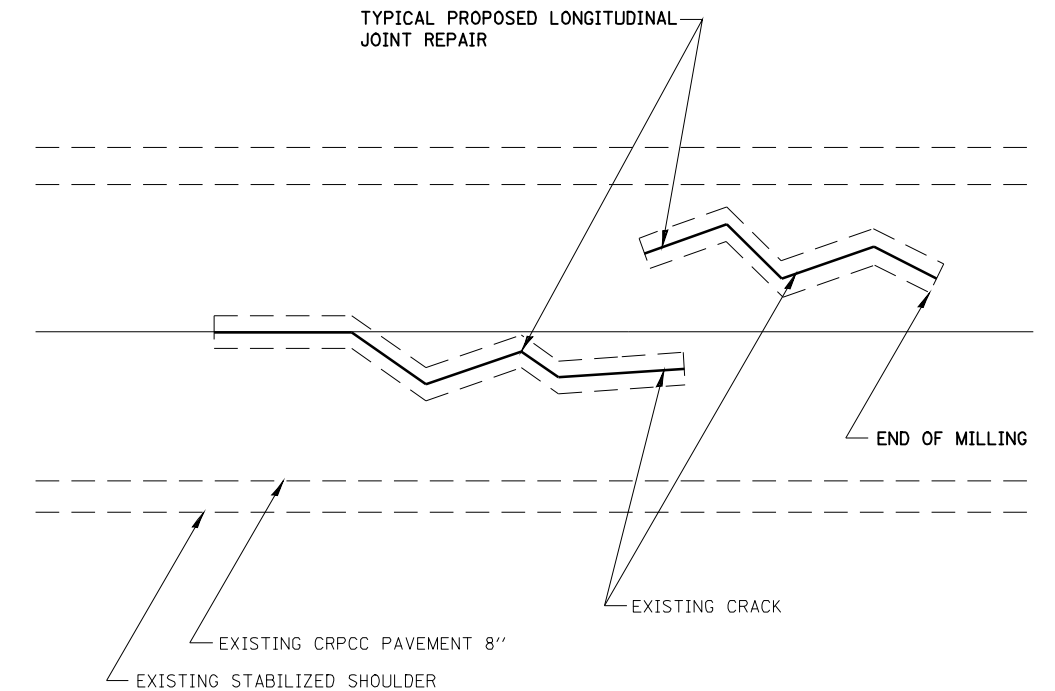 TYPICAL PROPOSED LONGITUDINAL
JOINT REPAIR
END OF MILLING
EXISTING CRACK
EXISTING CRPCC PAVEMENT 8"
EXISTING STABILIZED SHOULDER